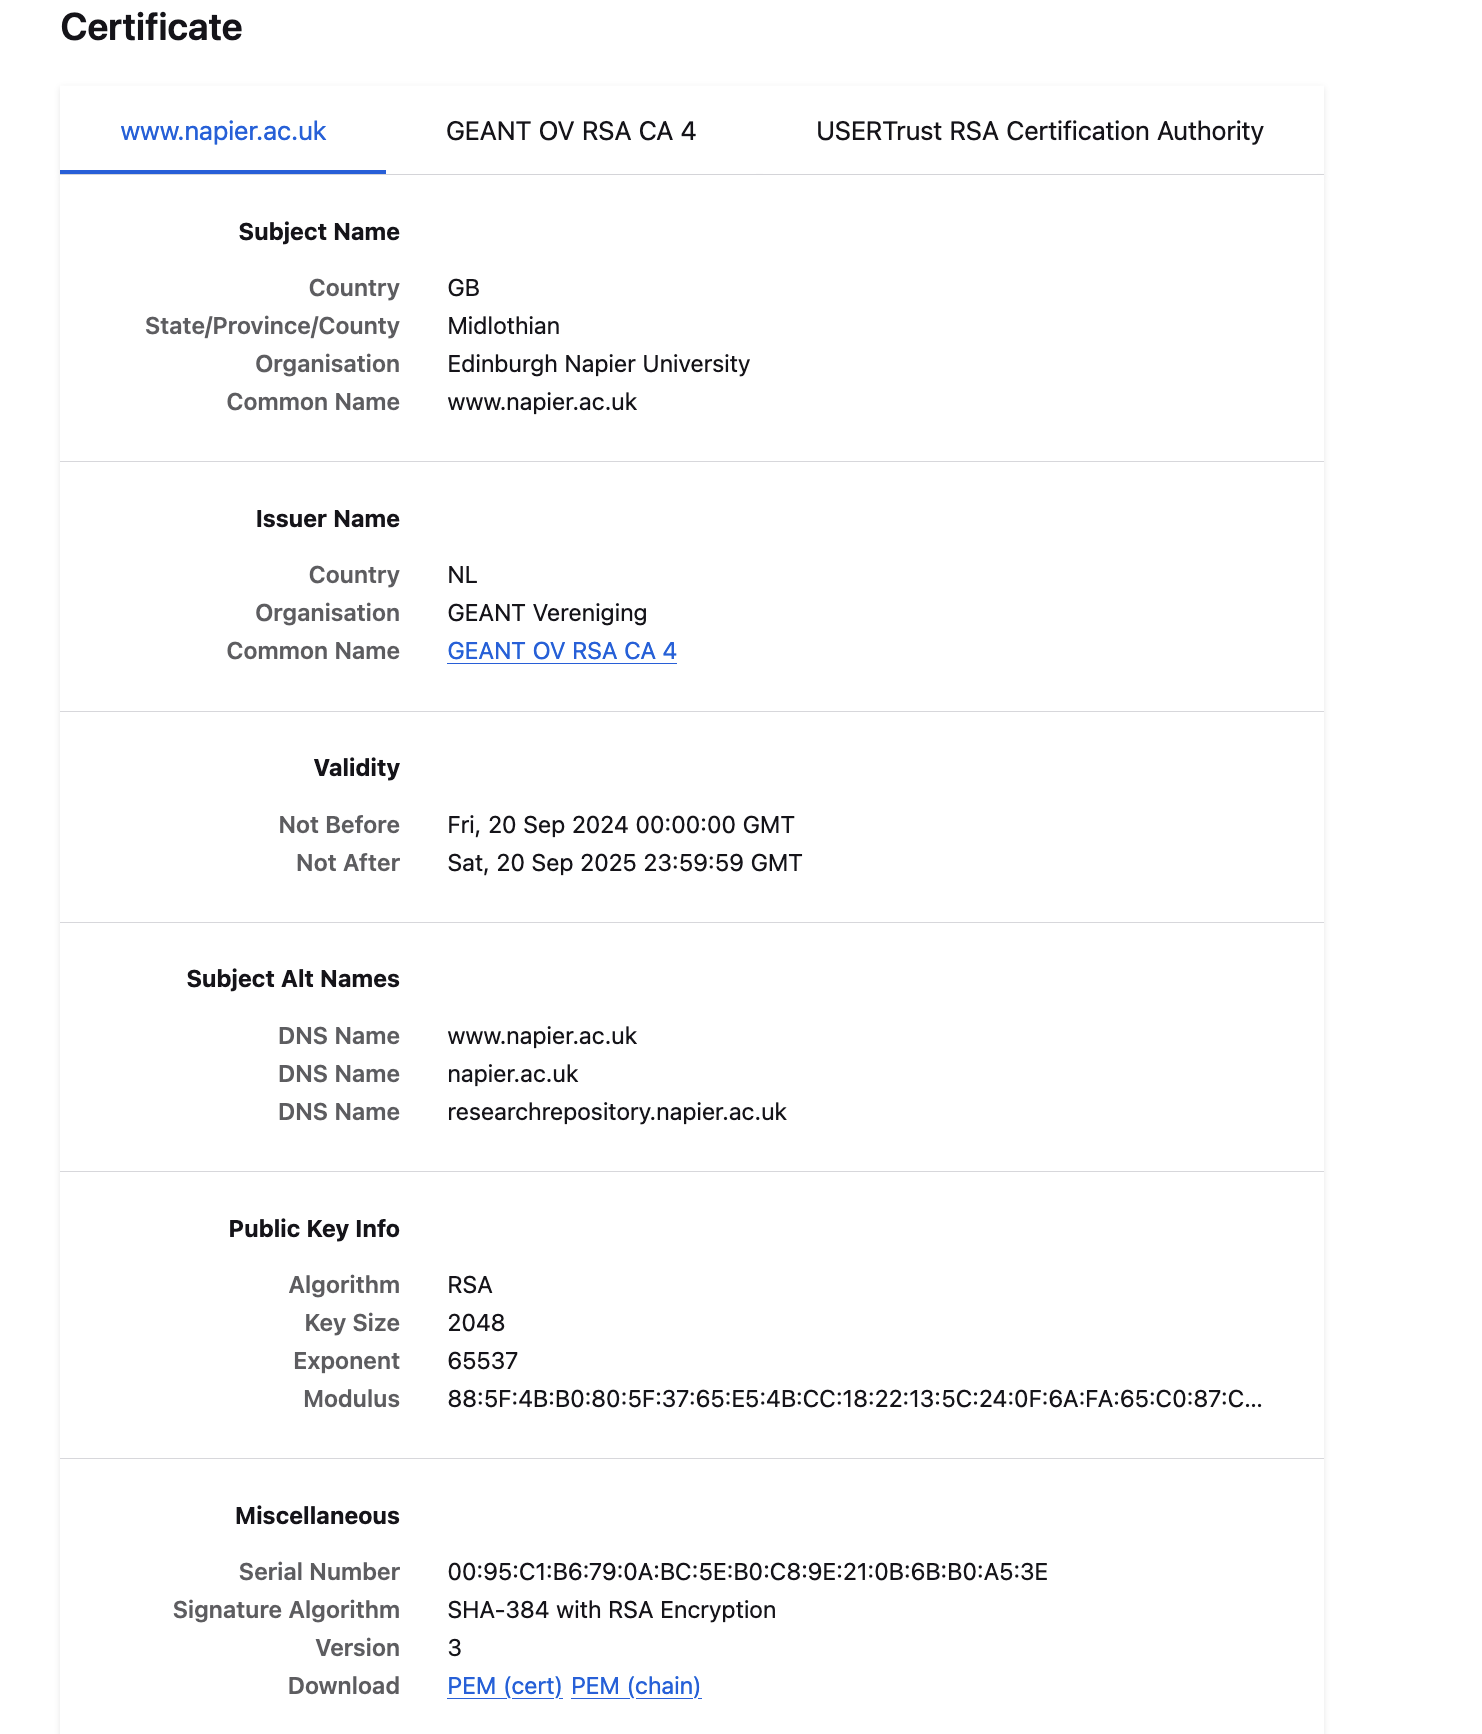 Certificate
www.napier.ac.uk GEANT OV RSA CA 4 USERTrust RSA Certification Authority
Subject Name
Country GB
State/Province/County Midlothian
Organisation Edinburgh Napier University
Common Name www.napier.ac.uk
Issuer Name
Country NL
Organisation GEANT Vereniging
Common Name GEANT OV RSA CA 4
Validity
Not Before Fri, 20 Sep 2024 00:00:00 GMT
Not After Sat, 20 Sep 2025 23:59:59 GMT
Subject Alt Names
DNS Name www.napier.ac.uk
DNS Name napier.ac.uk
DNS Name researchrepository.napier.ac.uk
Public Key Info
Algorithm RSA
Key Size 2048
Exponent 65537
Modulus 88:5F:4B:B0:80:5F:37:65:E5:4B:CC:18:22:13:5C:24:0F:6A:FA:65:C0:87:C...
Miscellaneous
Serial Number 00:95:C1:B6:79:0A:BC:5E:B0:C8:9E:21:0B:6B:B0:A5:3E
Signature Algorithm SHA-384 with RSA Encryption
Version 3
Download PEM (cert) PEM (chain)